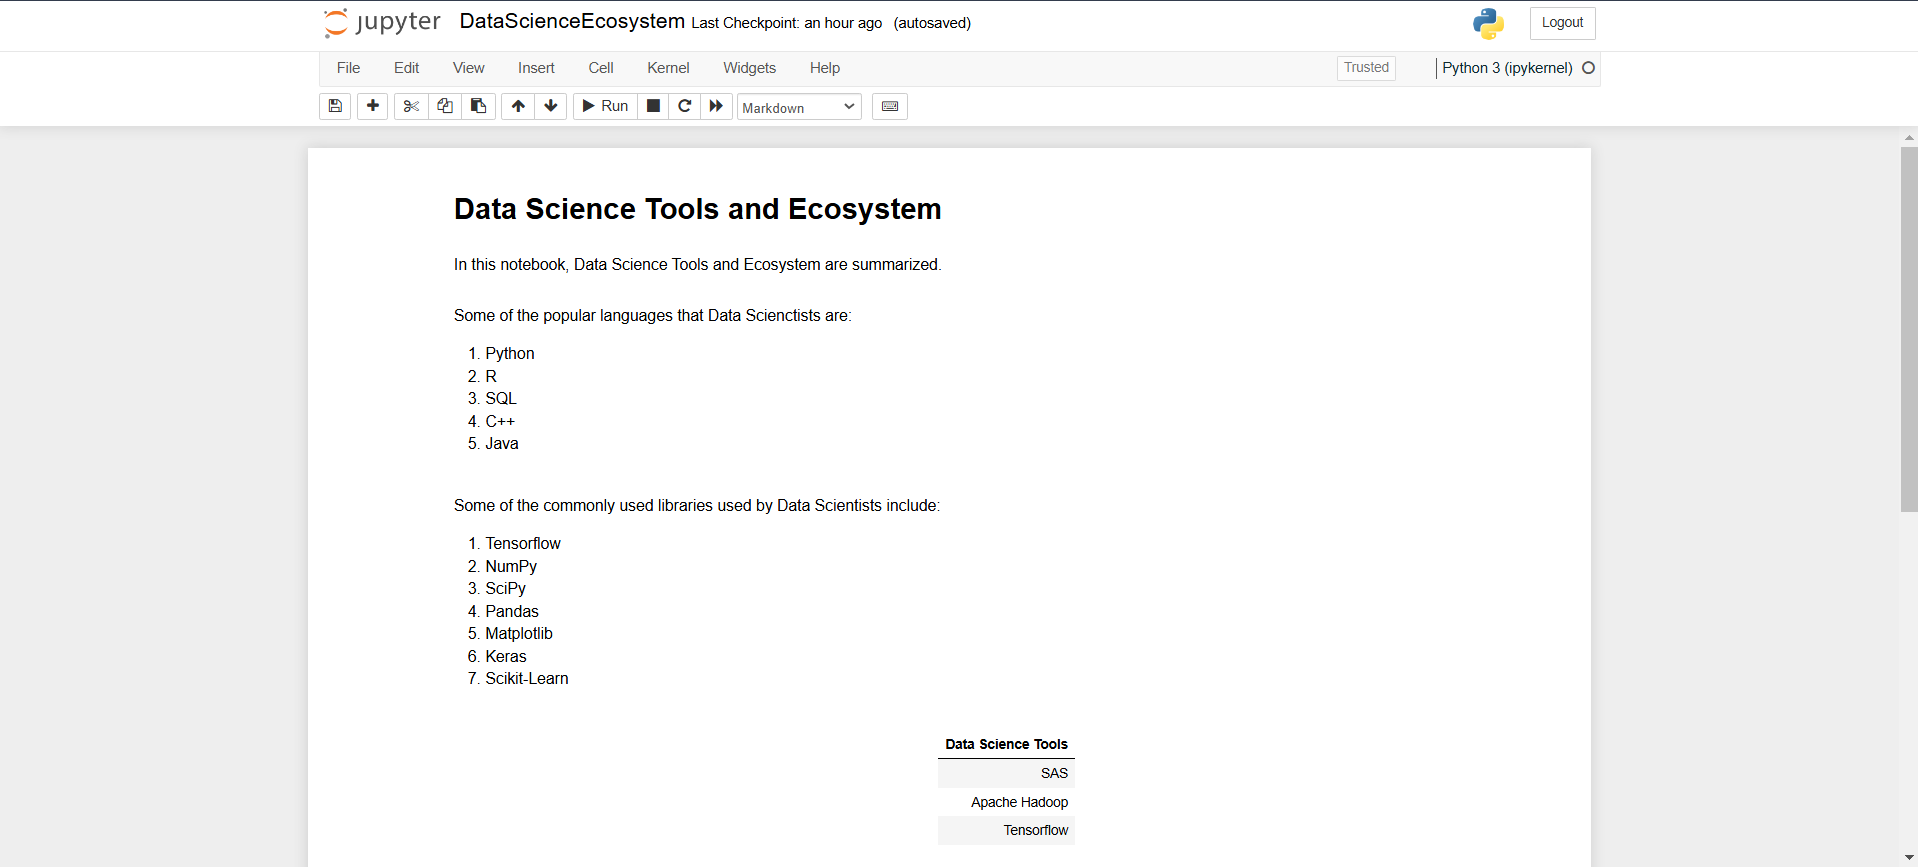 jupyter DataScienceEcosystem Last Checkpoint: an hour ago (autosaved) Logout
File Edit View Insert Cell Kernel Widgets Help Trusted Python 3 (ipykernel)
Run Markdown
Data Science Tools and Ecosystem
In this notebook, Data Science Tools and Ecosystem are summarized.
Some of the popular languages that Data Scienctists are:
1. Python
2. R
3. SQL
4. C++
5. Java
Some of the commonly used libraries used by Data Scientists include:
1. Tensorflow
2. NumPy
3. SciPy
4. Pandas
5. Matplotlib
6. Keras
7. Scikit-Learn
Data Science Tools
SAS
Apache Hadoop
Tensorflow